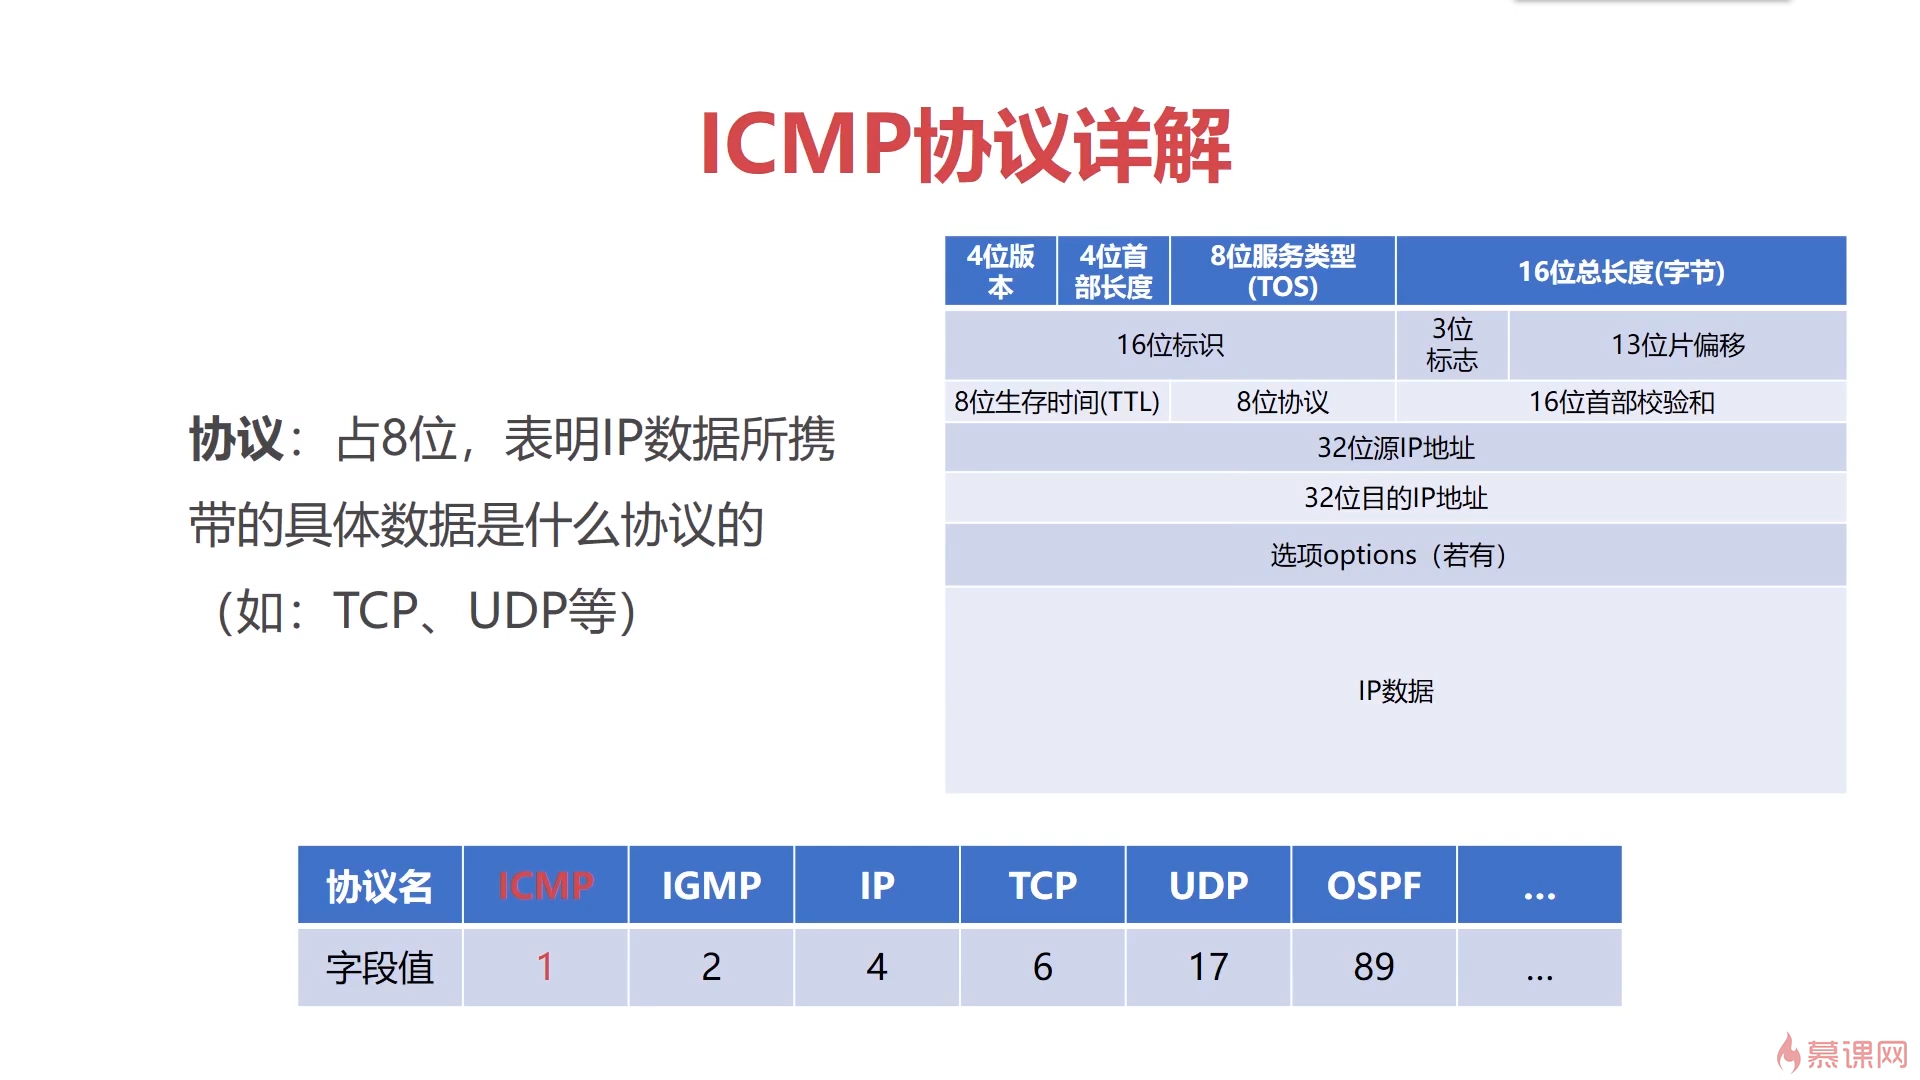 ICMP协议详解
协议：占8位，表明IP数据所携
带的具体数据是什么协议的
（如：TCP、UDP等）
4位版
本
4位首
部长度
8位服务类型
(TOS)
16位总长度(字节)
16位标识
3位
标志
13位片偏移
8位生存时间(TTL)
8位协议
16位首部校验和
32位源IP地址
32位目的IP地址
选项options（若有）
IP数据
协议名 ICMP IGMP IP TCP UDP OSPF ...
字段值 1 2 4 6 17 89 ...
慕课网